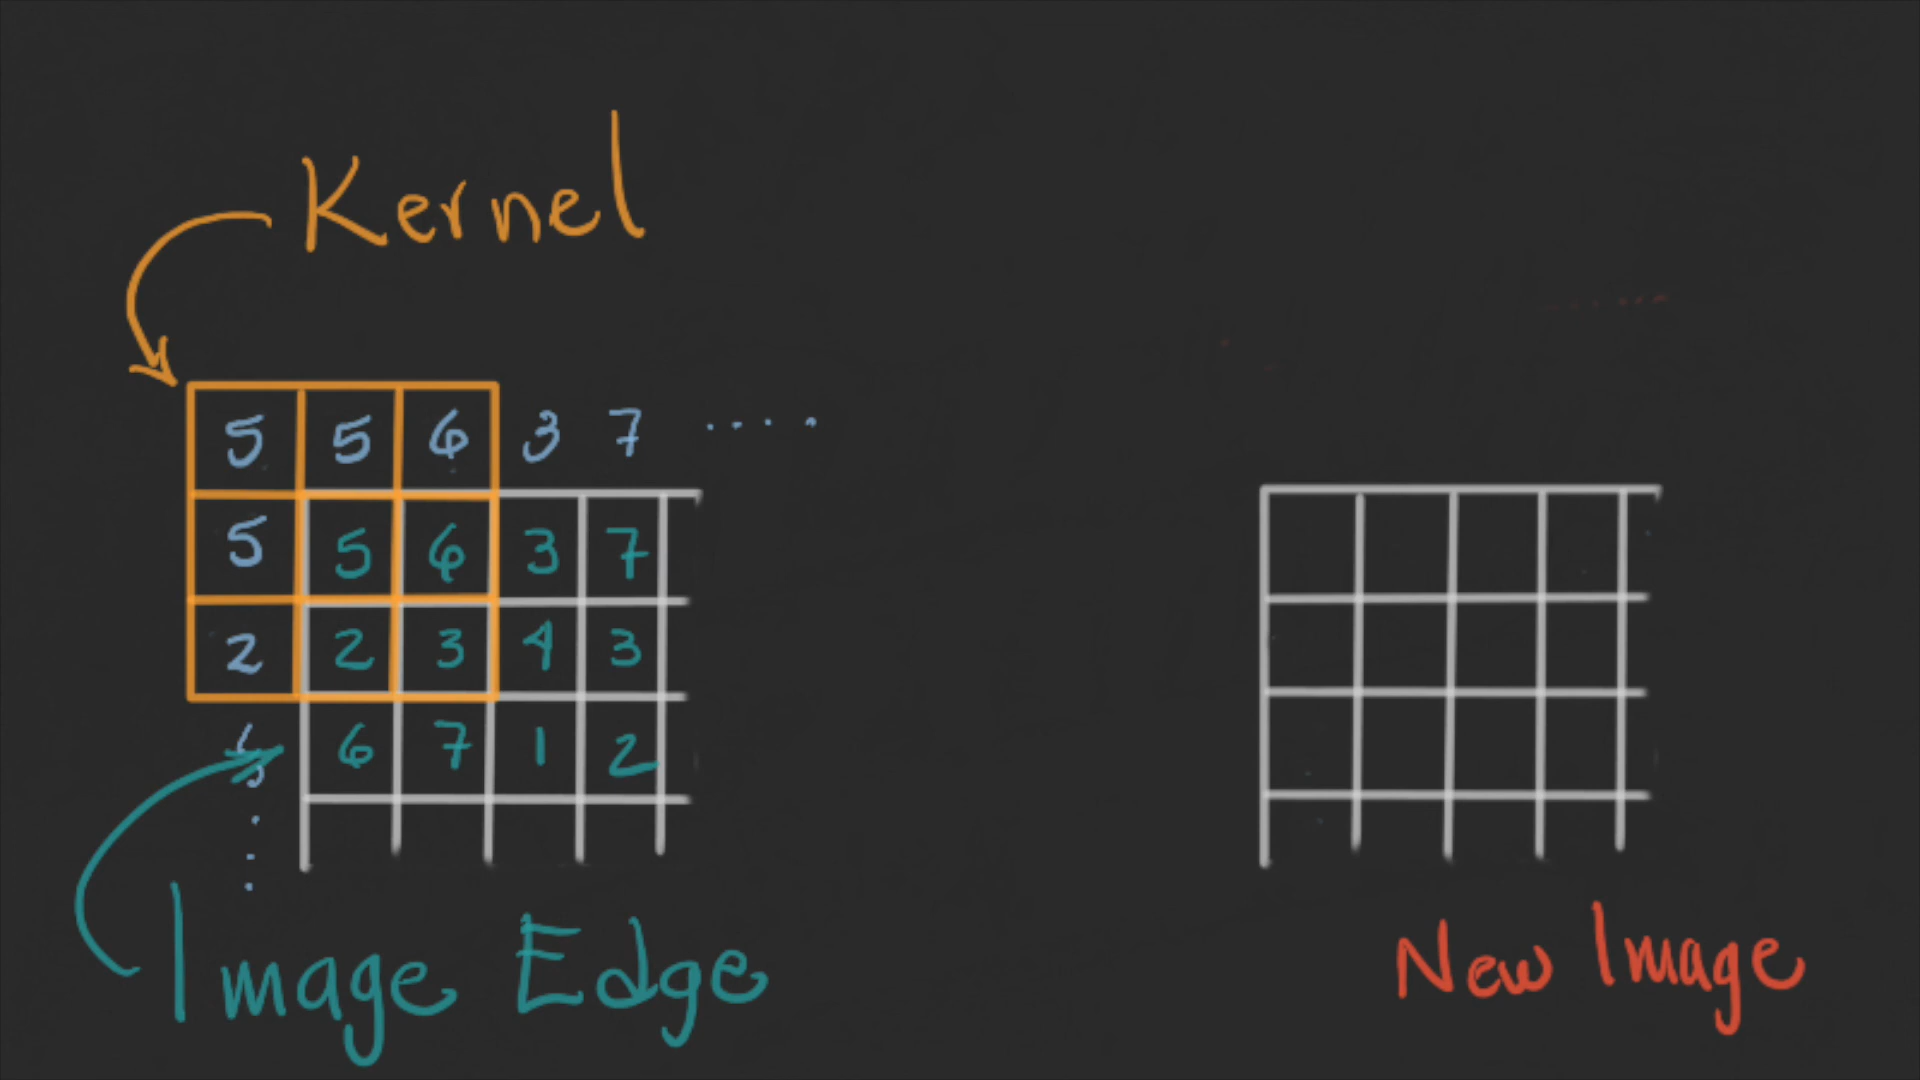 Kernel
5 5 6 3 7 ....
5 5 6 3 7
2 2 3 4 3
6 7 1 2
Image Edge
New Image